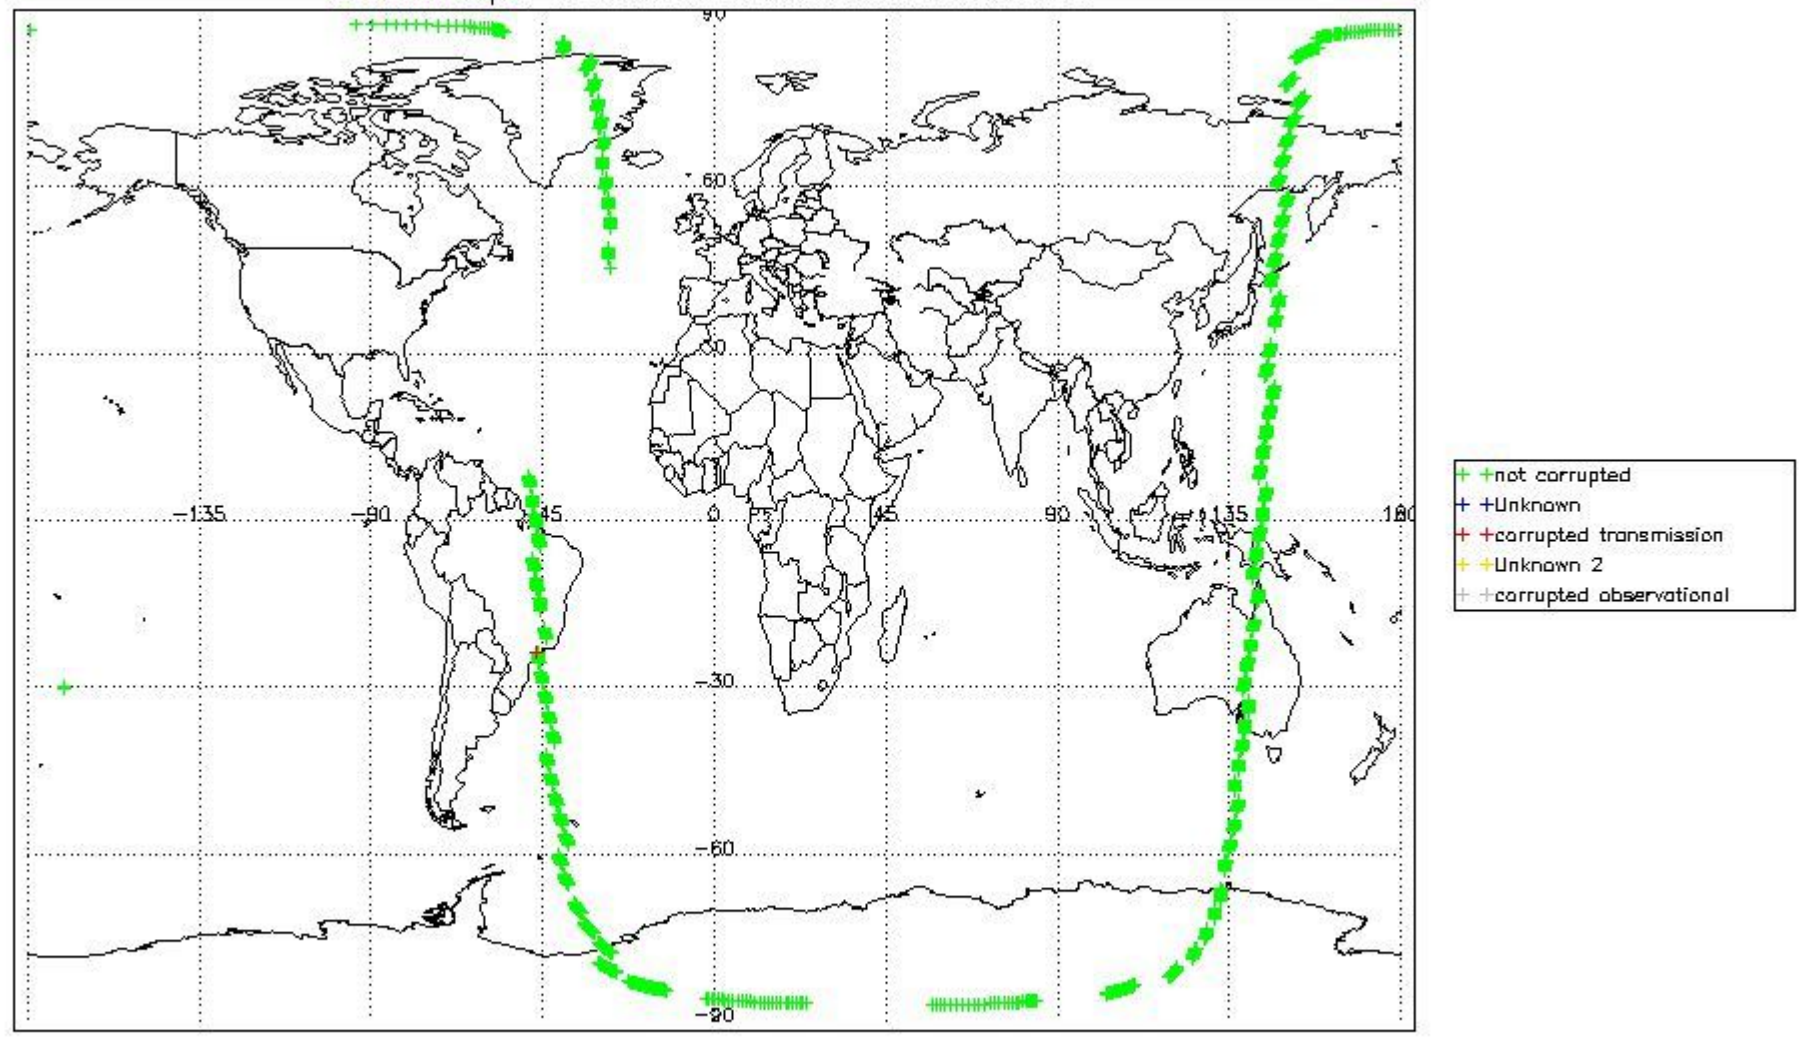 90
60
30
-135
-90
-45
0
45
90
135
180
-30
-60
-90
not corrupted
Unknown
corrupted transmission
Unknown 2
corrupted observational